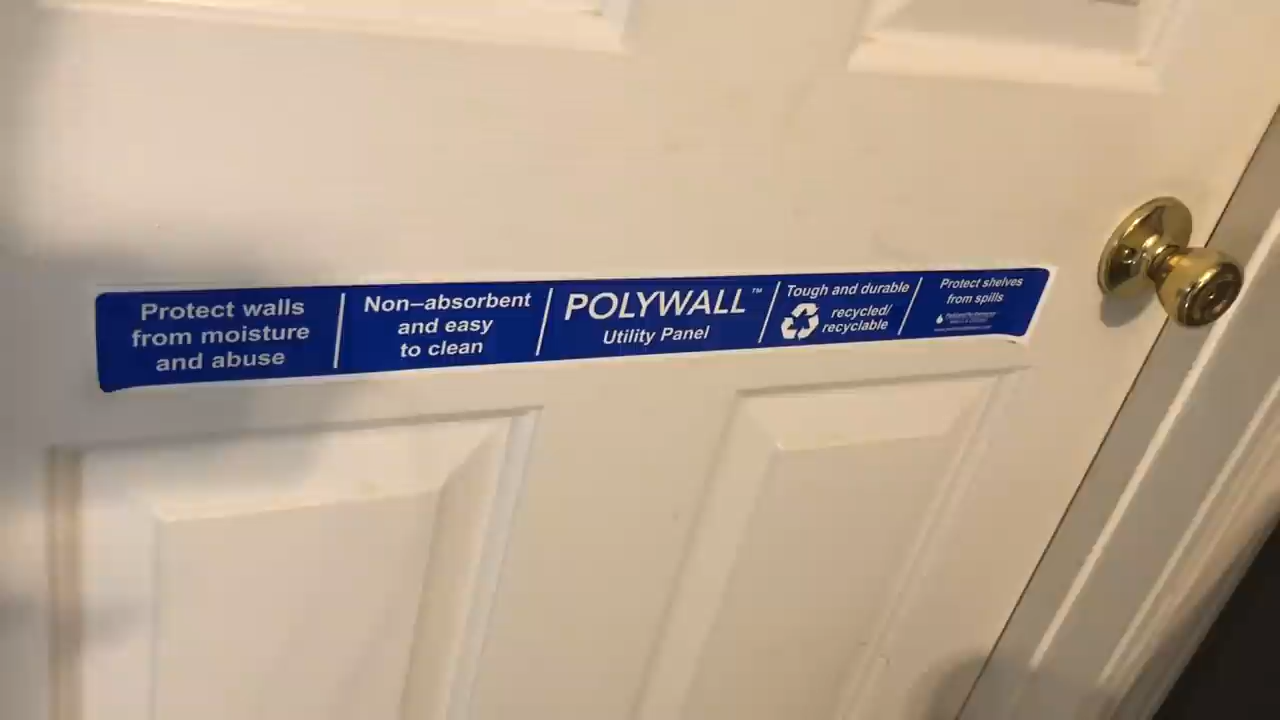 Protect walls
from moisture
and abuse
Non–absorbent
and easy
to clean
POLYWALL™
Utility Panel
Tough and durable
recycled/
recyclable
Protect shelves
from spills